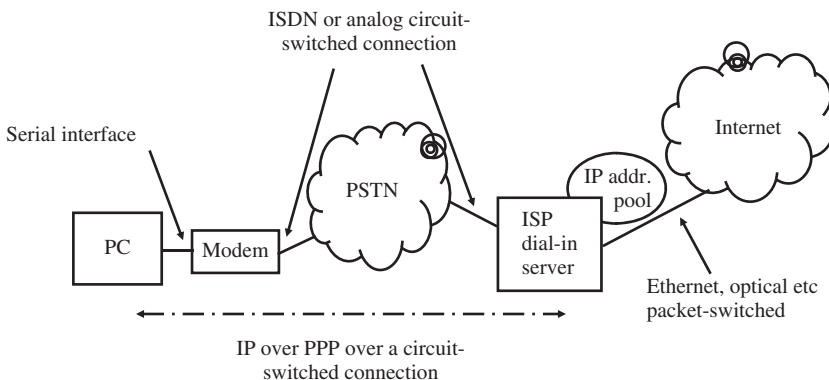 ISDN or analog circuit-
switched connection
Internet
Serial interface
PSTN
IP addr.
pool
ISP
dial-in
server
PC
Modem
Ethernet, optical etc
packet-switched
IP over PPP over a circuit-
switched connection